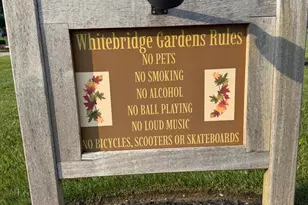 Whitebridge Gardens Rules
NO PETS
NO SMOKING
NO ALCOHOL
NO BALL PLAYING
NO LOUD MUSIC
NO BICYCLES, SCOOTERS OR SKATEBOARDS